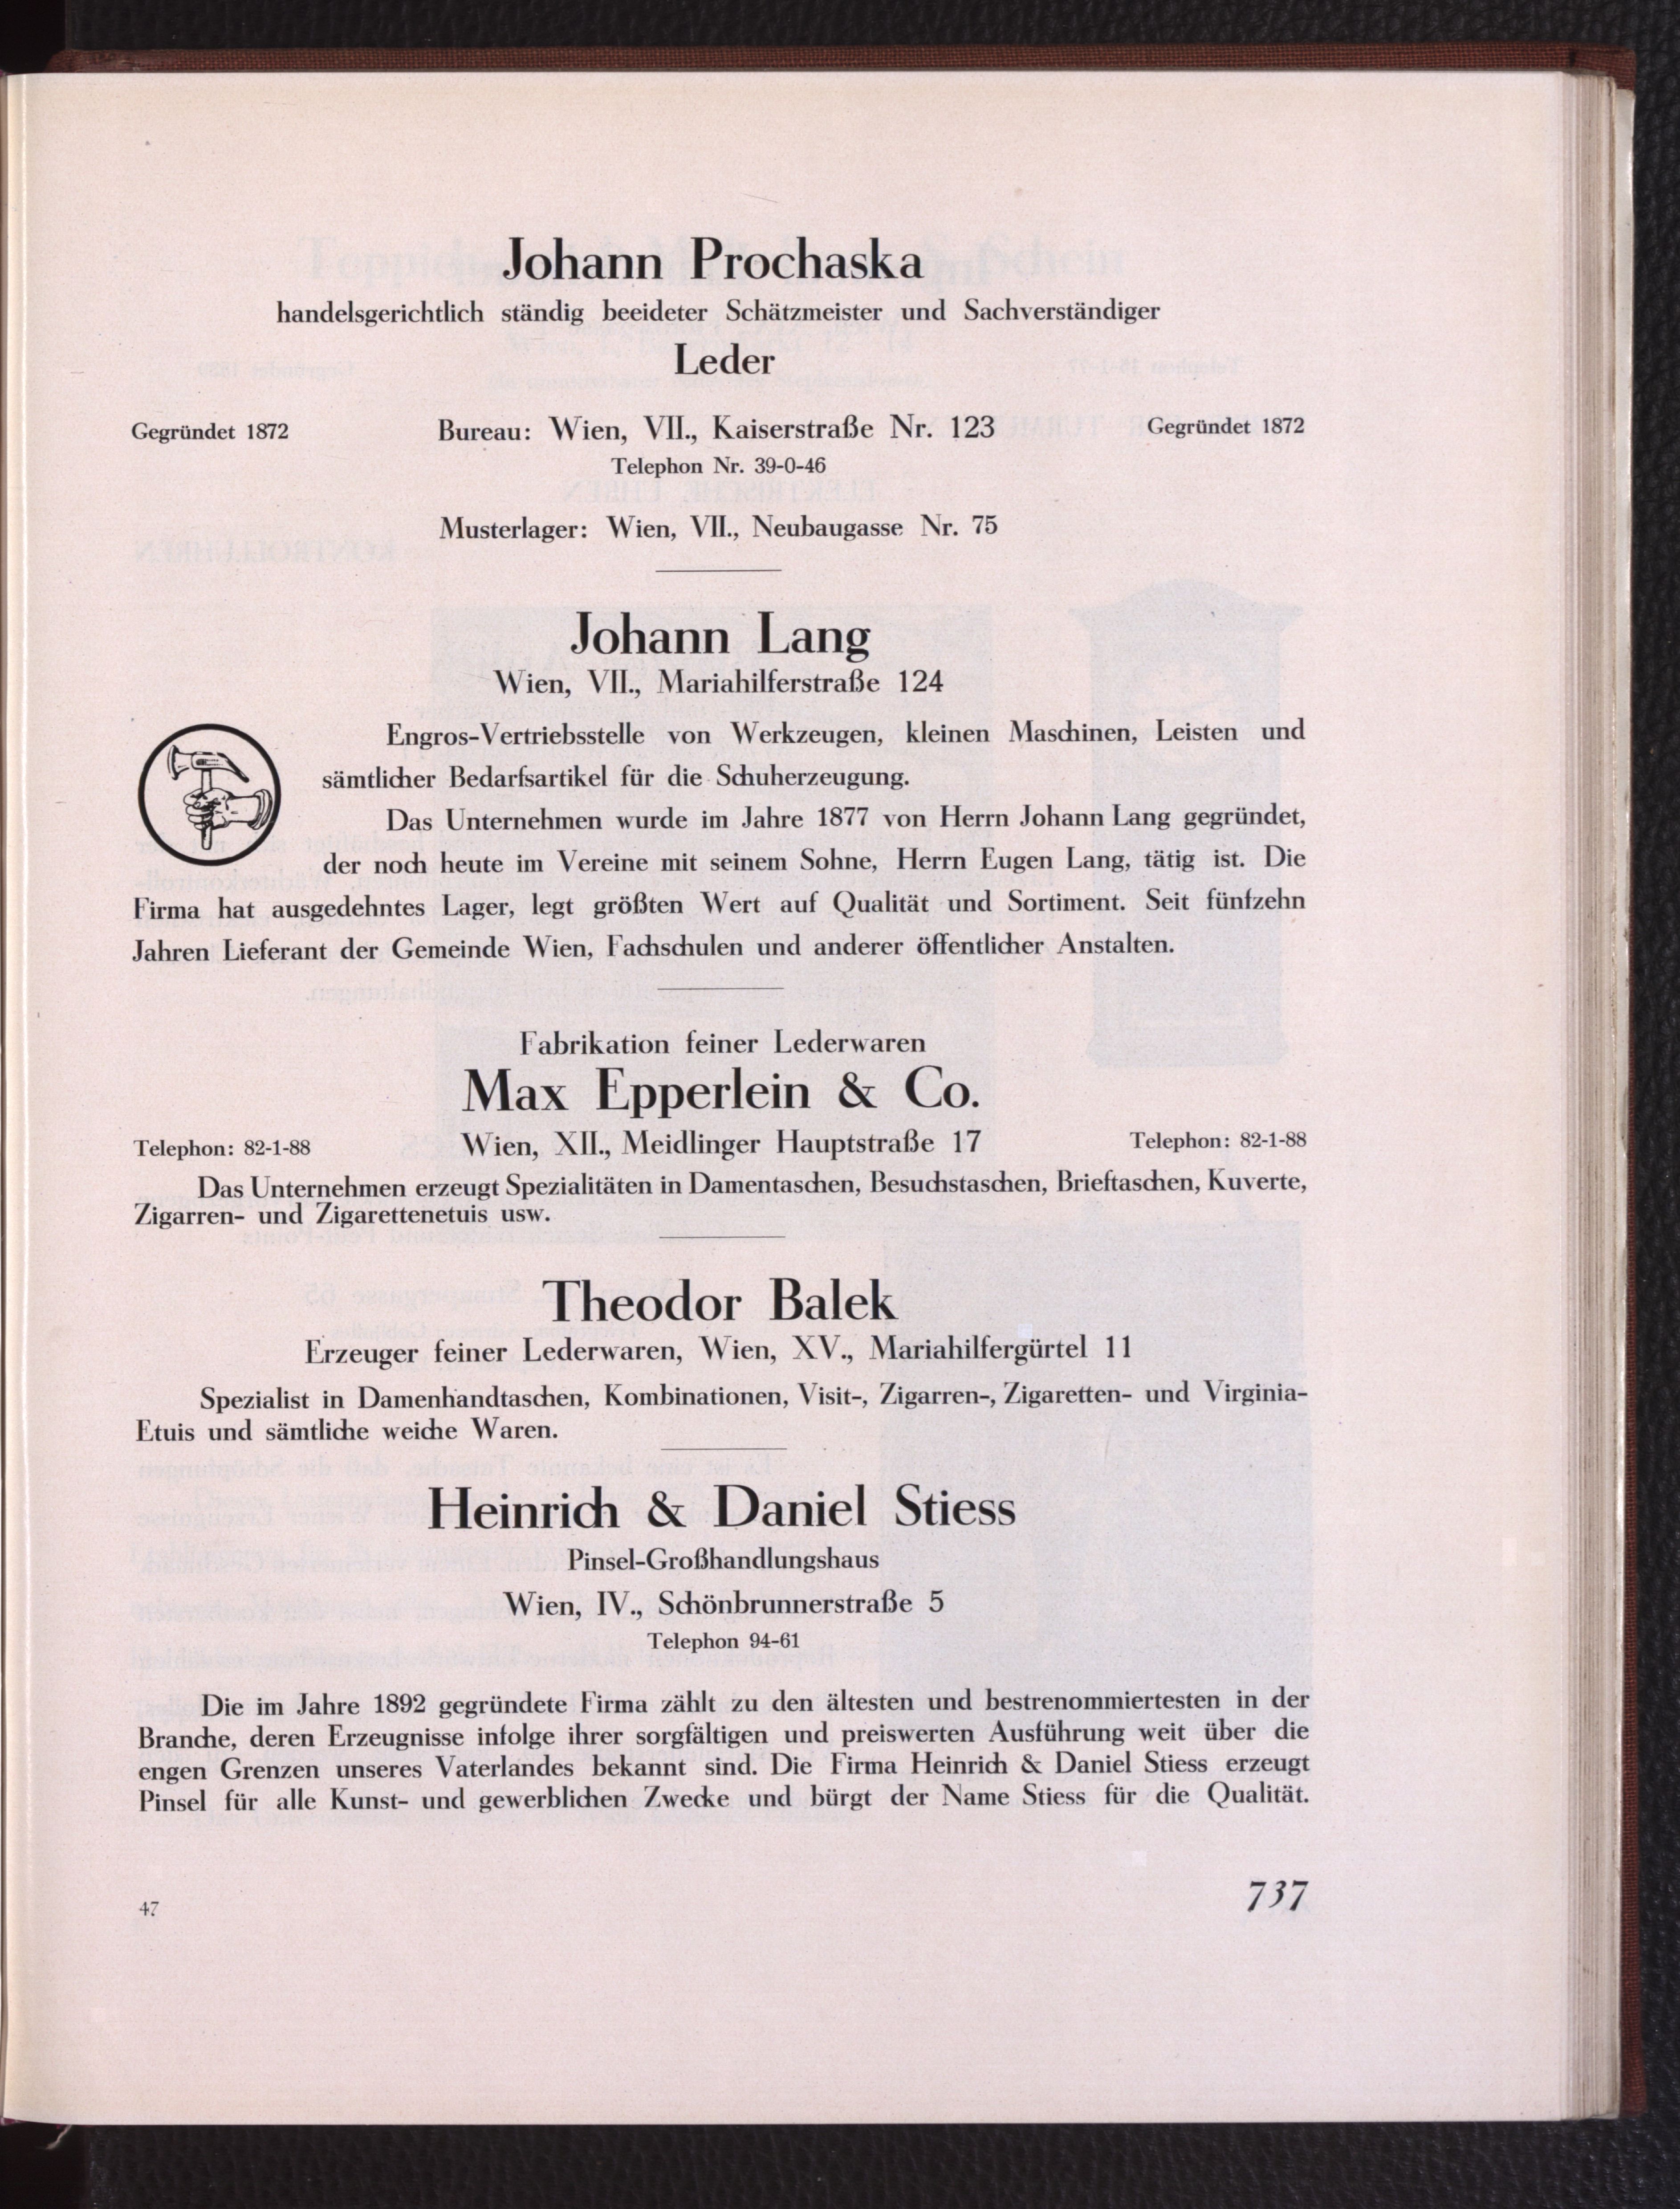 Johann Prochaska
handelsgerichtlich ständig beeideter Schätzmeister und Sachverständiger
Leder
Gegründet 1872 Bureau: Wien, VII., Kaiserstraße Nr. 123 Gegründet 1872
Telephon Nr. 39-0-46
Musterlager: Wien, VII., Neubaugasse Nr. 75
Johann Lang
Wien, VII., Mariahilferstraße 124
Engros-Vertriebsstelle von Werkzeugen, kleinen Maschinen, Leisten und
sämtlicher Bedarfsartikel für die Schuherzeugung.
Das Unternehmen wurde im Jahre 1877 von Herrn Johann Lang gegründet,
der noch heute im Vereine mit seinem Sohne, Herrn Eugen Lang, tätig ist. Die
Firma hat ausgedehntes Lager, legt größten Wert auf Qualität und Sortiment. Seit fünfzehn
Jahren Lieferant der Gemeinde Wien, Fachschulen und anderer öffentlicher Anstalten.
Fabrikation feiner Lederwaren
Max Epperlein & Co.
Telephon: 82-1-88 Wien, XII., Meidlinger Hauptstraße 17 Telephon: 82-1-88
Das Unternehmen erzeugt Spezialitäten in Damentaschen, Besuchstaschen, Brieftaschen, Kuverte,
Zigarren- und Zigarettenetuis usw.
Theodor Balek
Erzeuger feiner Lederwaren, Wien, XV., Mariahilfergürtel 11
Spezialist in Damenhandtaschen, Kombinationen, Visit-, Zigarren-, Zigaretten- und Virginia-
Etuis und sämtliche weiche Waren.
Heinrich & Daniel Stiess
Pinsel-Großhandlungshaus
Wien, IV., Schönbrunnerstraße 5
Telephon 94-61
Die im Jahre 1892 gegründete Firma zählt zu den ältesten und bestrenommiertesten in der
Branche, deren Erzeugnisse infolge ihrer sorgfältigen und preiswerten Ausführung weit über die
engen Grenzen unseres Vaterlandes bekannt sind. Die Firma Heinrich & Daniel Stiess erzeugt
Pinsel für alle Kunst- und gewerblichen Zwecke und bürgt der Name Stiess für die Qualität.
47 737